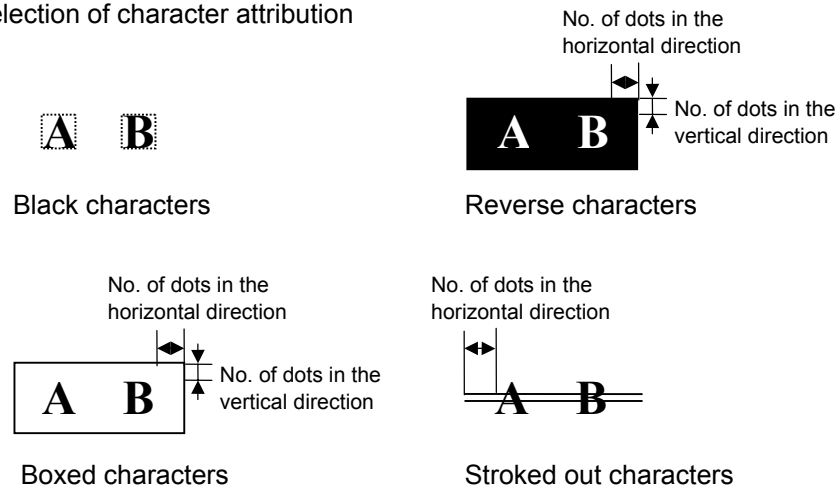 election of character attribution
No. of dots in the
horizontal direction
A B
A B
No. of dots in the
vertical direction
Black characters
Reverse characters
No. of dots in the
horizontal direction
No. of dots in the
horizontal direction
A B
No. of dots in the
vertical direction
A B
Boxed characters
Stroked out characters